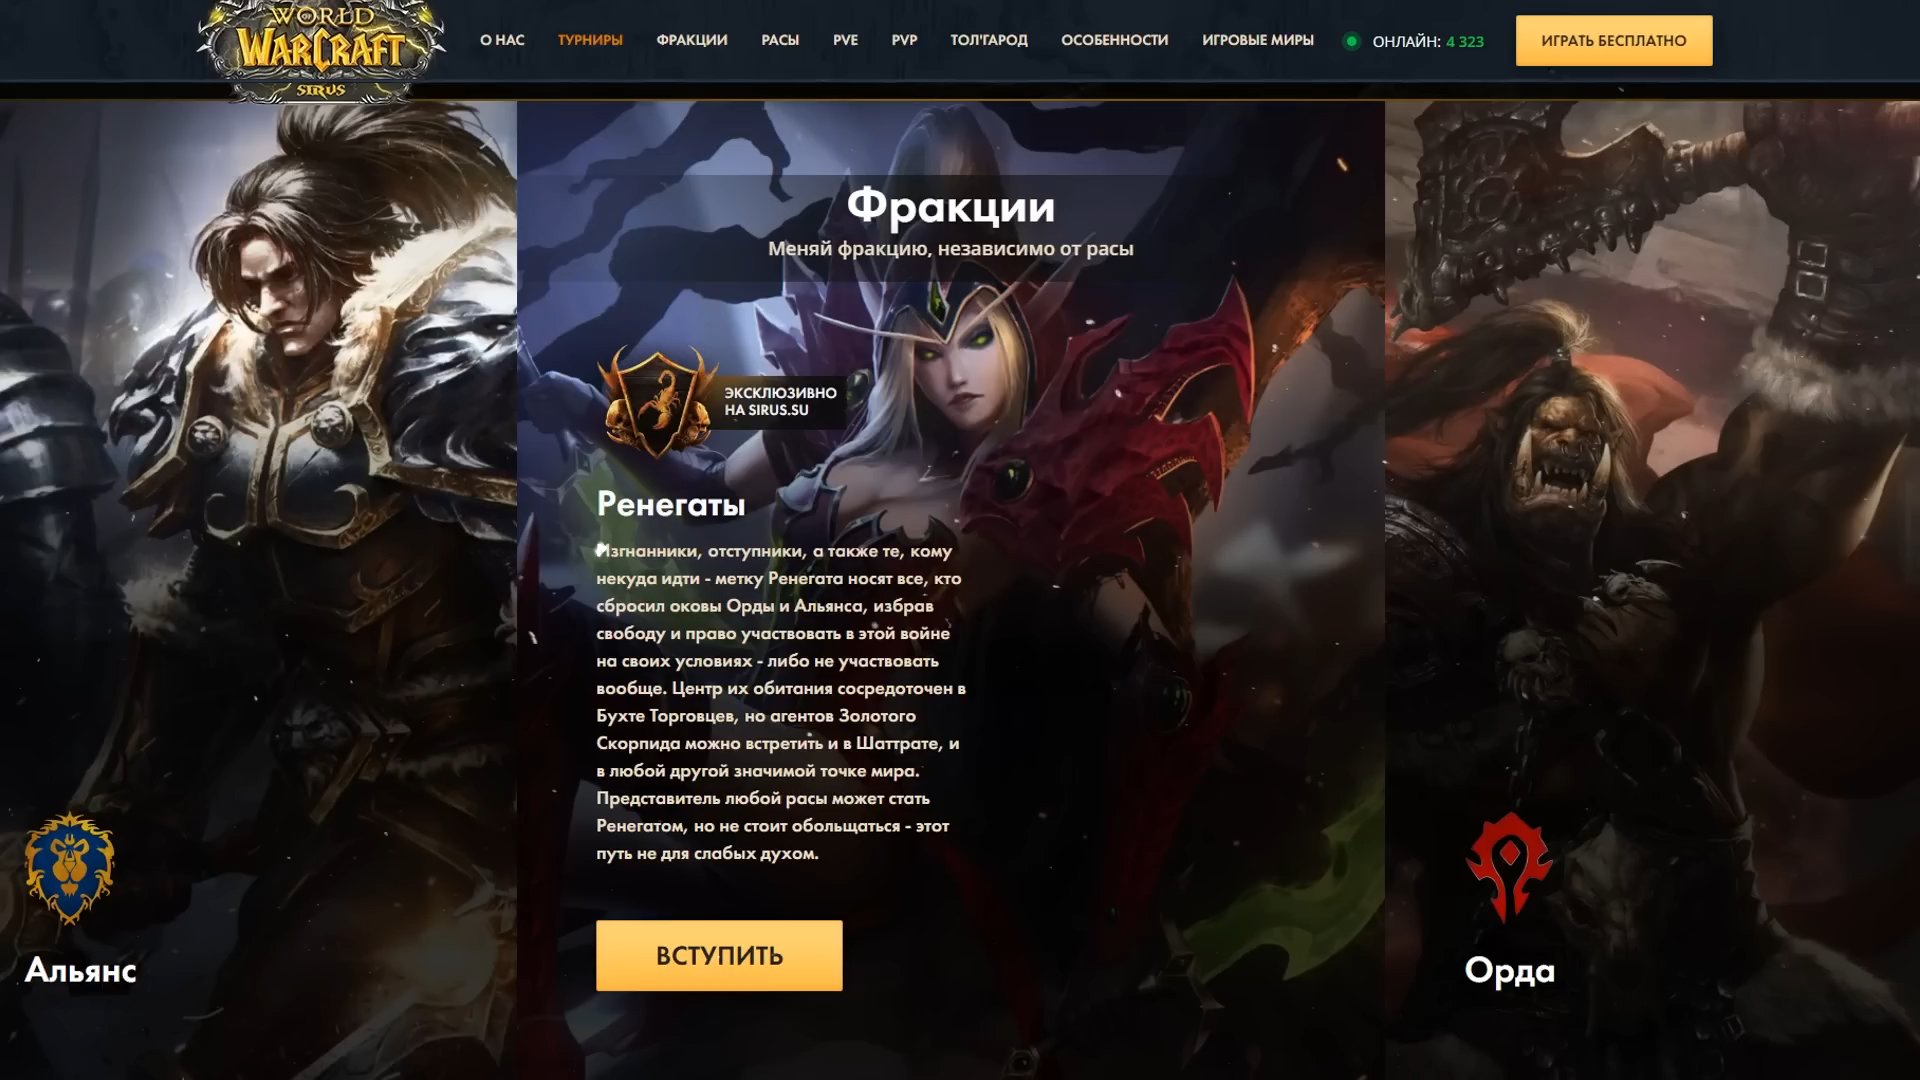 WORLD
WARCRAFT
SIRUS
О НАС
ТУРНИРЫ
ФРАКЦИИ
РАСЫ
PVE
PVP
ТОЛ'ГАРОД
ОСОБЕННОСТИ
ИГРОВЫЕ МИРЫ
ОНЛАЙН: 4 323
ИГРАТЬ БЕСПЛАТНО
Фракции
Меняй фракцию, независимо от расы
ЭКСКЛЮЗИВНО
НА SIRUS.SU
Ренегаты
Изгнанники, отступники, а также те, кому
некуда идти - метку Ренегата носят все, кто
сбросил оковы Орды и Альянса, избрав
свободу и право участвовать в этой войне
на своих условиях - либо не участвовать
вообще. Центр их обитания сосредоточен в
Бухте Торговцев, но агентов Золотого
Скорпида можно встретить и в Шаттрате, и
в любой другой значимой точке мира.
Представитель любой расы может стать
Ренегатом, но не стоит обольщаться - этот
путь не для слабых духом.
ВСТУПИТЬ
Альянс
Орда